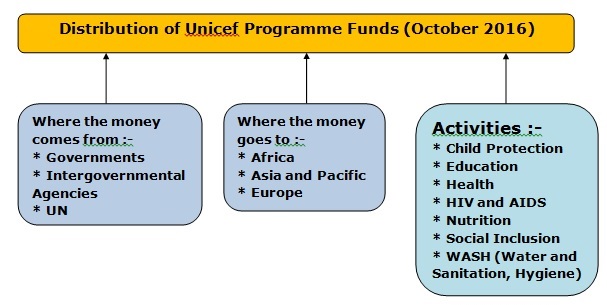 Distribution of Unicef Programme Funds (October 2016)
Where the money
comes from :-
* Governments
* Intergovernmental
Agencies
* UN
Where the money
goes to :-
* Africa
* Asia and Pacific
* Europe
Activities :-
* Child Protection
* Education
* Health
* HIV and AIDS
* Nutrition
* Social Inclusion
* WASH (Water and
Sanitation, Hygiene)